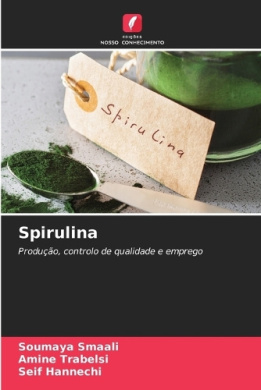 edições
NOSSO CONHECIMENTO
Spirulina
Spirulina
Produção, controlo de qualidade e emprego
Soumaya Smaali
Amine Trabelsi
Seif Hannechi